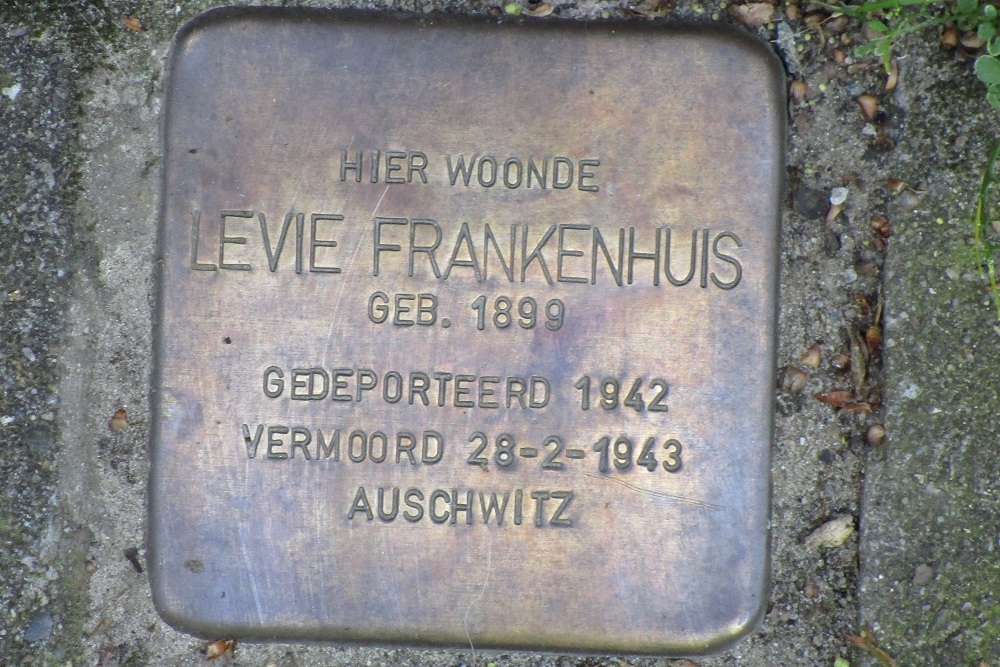 HIER WOONDE
LEVIE FRANKENHUIS
GEB. 1899
GEDEPORTEERD 1942
VERMOORD 28-2-1943
AUSCHWITZ